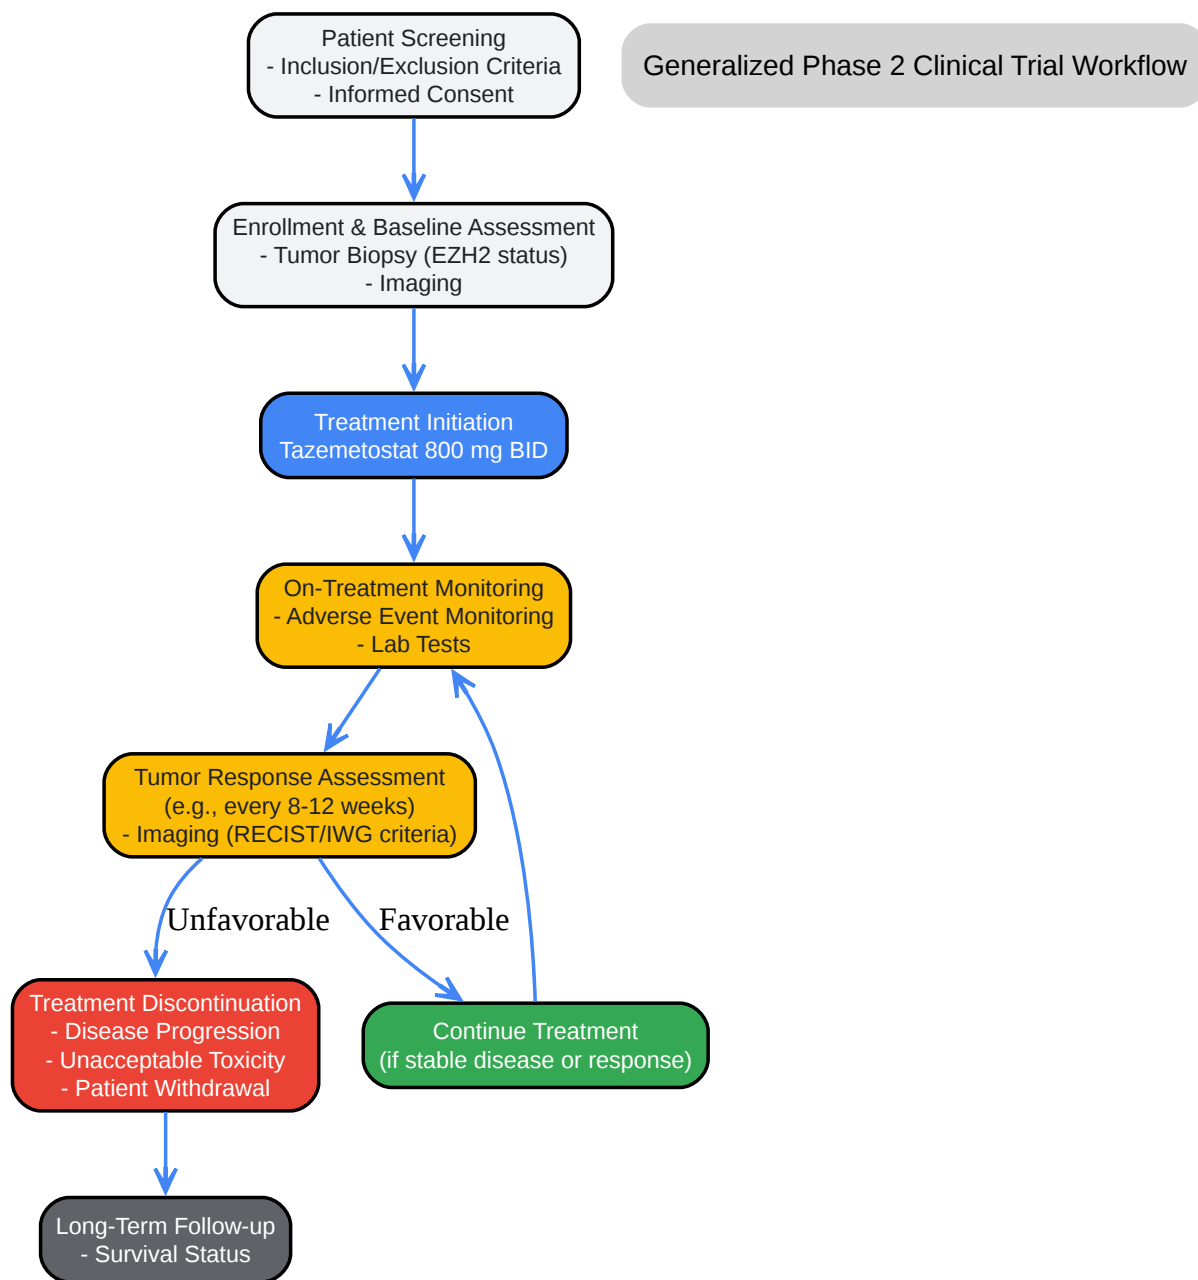 Generalized Phase 2 Clinical Trial Workflow
Patient Screening
- Inclusion/Exclusion Criteria
- Informed Consent
Enrollment & Baseline Assessment
- Tumor Biopsy (EZH2 status)
- Imaging
Treatment Initiation
Tazemetostat 800 mg BID
On-Treatment Monitoring
- Adverse Event Monitoring
- Lab Tests
Tumor Response Assessment
(e.g., every 8-12 weeks)
- Imaging (RECIST/IWG criteria)
Unfavorable
Favorable
Treatment Discontinuation
- Disease Progression
- Unacceptable Toxicity
- Patient Withdrawal
Continue Treatment
(if stable disease or response)
Long-Term Follow-up
- Survival Status